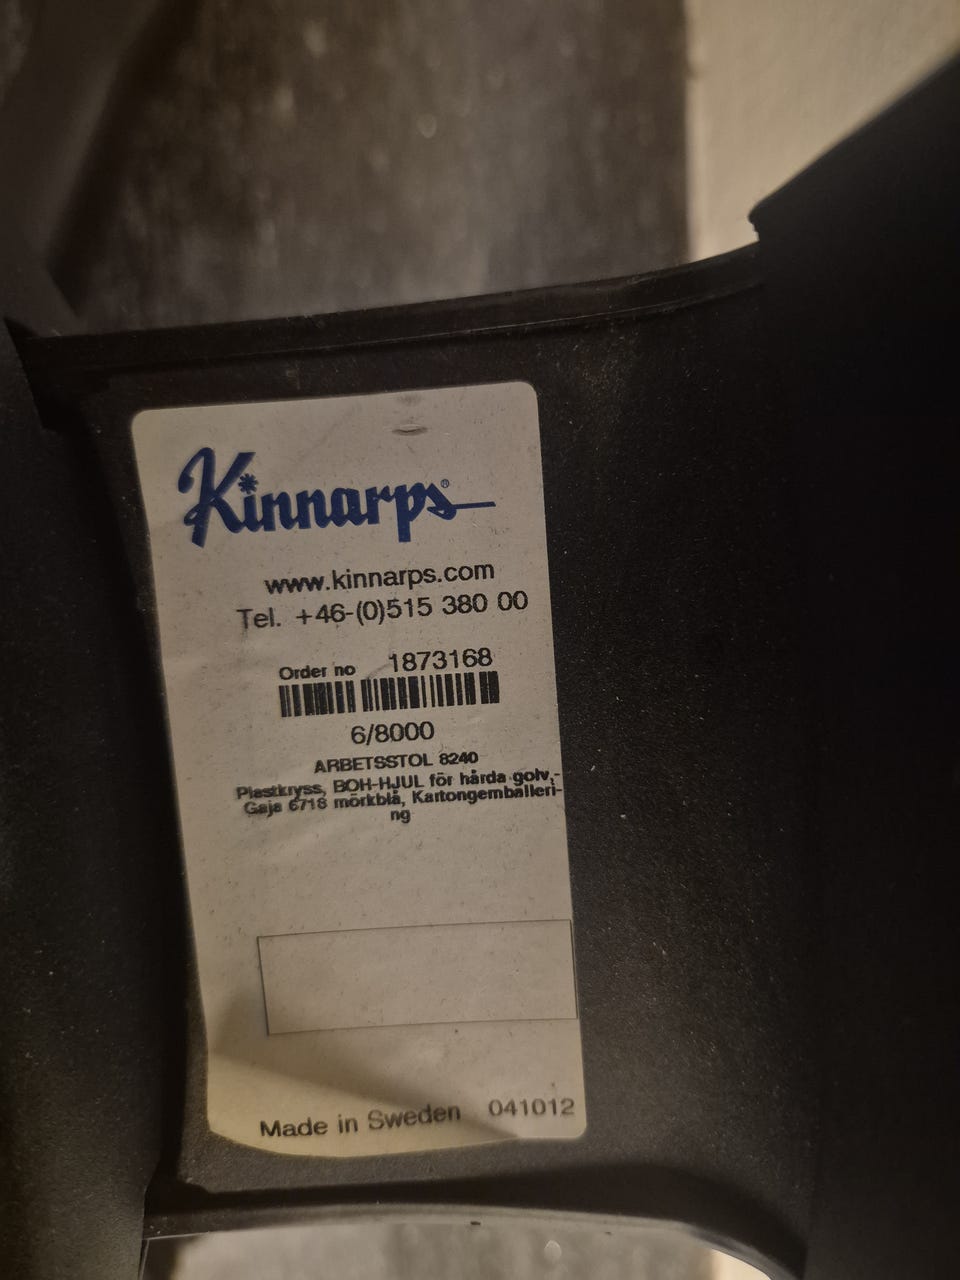 Kinnarps®
www.kinnarps.com
Tel. +46-(0)515 380 00
Order no 1873168
6/8000
ARBETSSTOL 8240
Plastkryss, BOH-HJUL för hårda golv,-
Gaja 6718 mörkblå, Kartongemballeri-
ng
Made in Sweden 041012